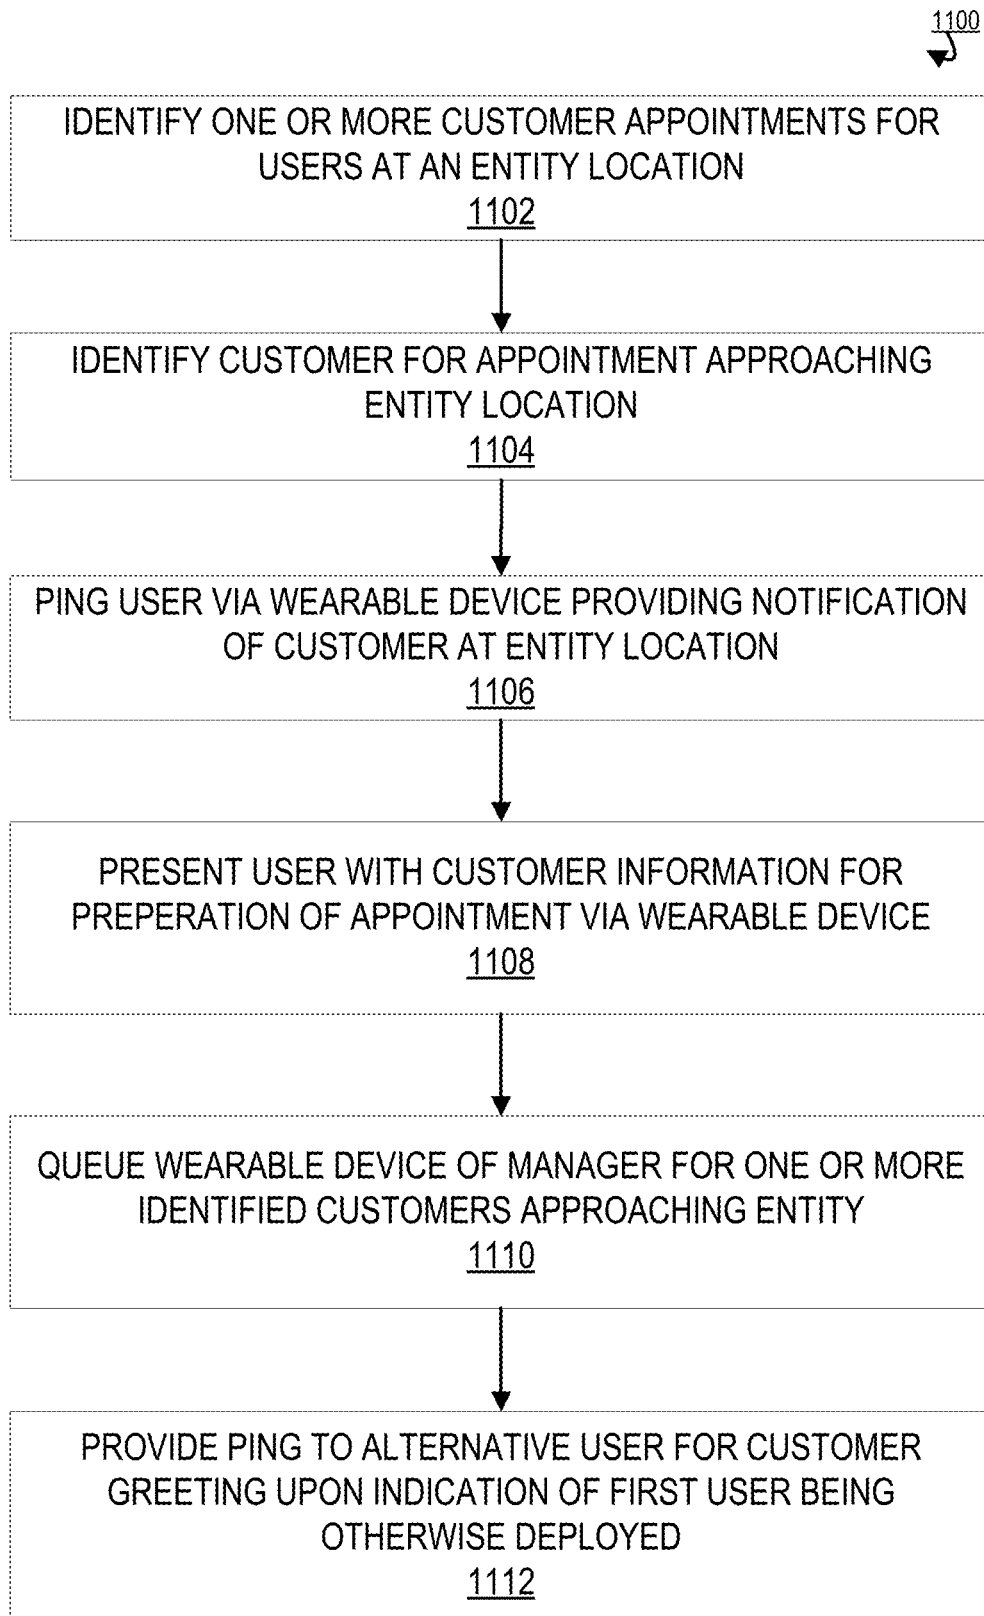 1100
IDENTIFY ONE OR MORE CUSTOMER APPOINTMENTS FOR
USERS AT AN ENTITY LOCATION
1102
IDENTIFY CUSTOMER FOR APPOINTMENT APPROACHING
ENTITY LOCATION
1104
PING USER VIA WEARABLE DEVICE PROVIDING NOTIFICATION
OF CUSTOMER AT ENTITY LOCATION
1106
PRESENT USER WITH CUSTOMER INFORMATION FOR
PREPERATION OF APPOINTMENT VIA WEARABLE DEVICE
1108
QUEUE WEARABLE DEVICE OF MANAGER FOR ONE OR MORE
IDENTIFIED CUSTOMERS APPROACHING ENTITY
1110
PROVIDE PING TO ALTERNATIVE USER FOR CUSTOMER
GREETING UPON INDICATION OF FIRST USER BEING
OTHERWISE DEPLOYED
1112